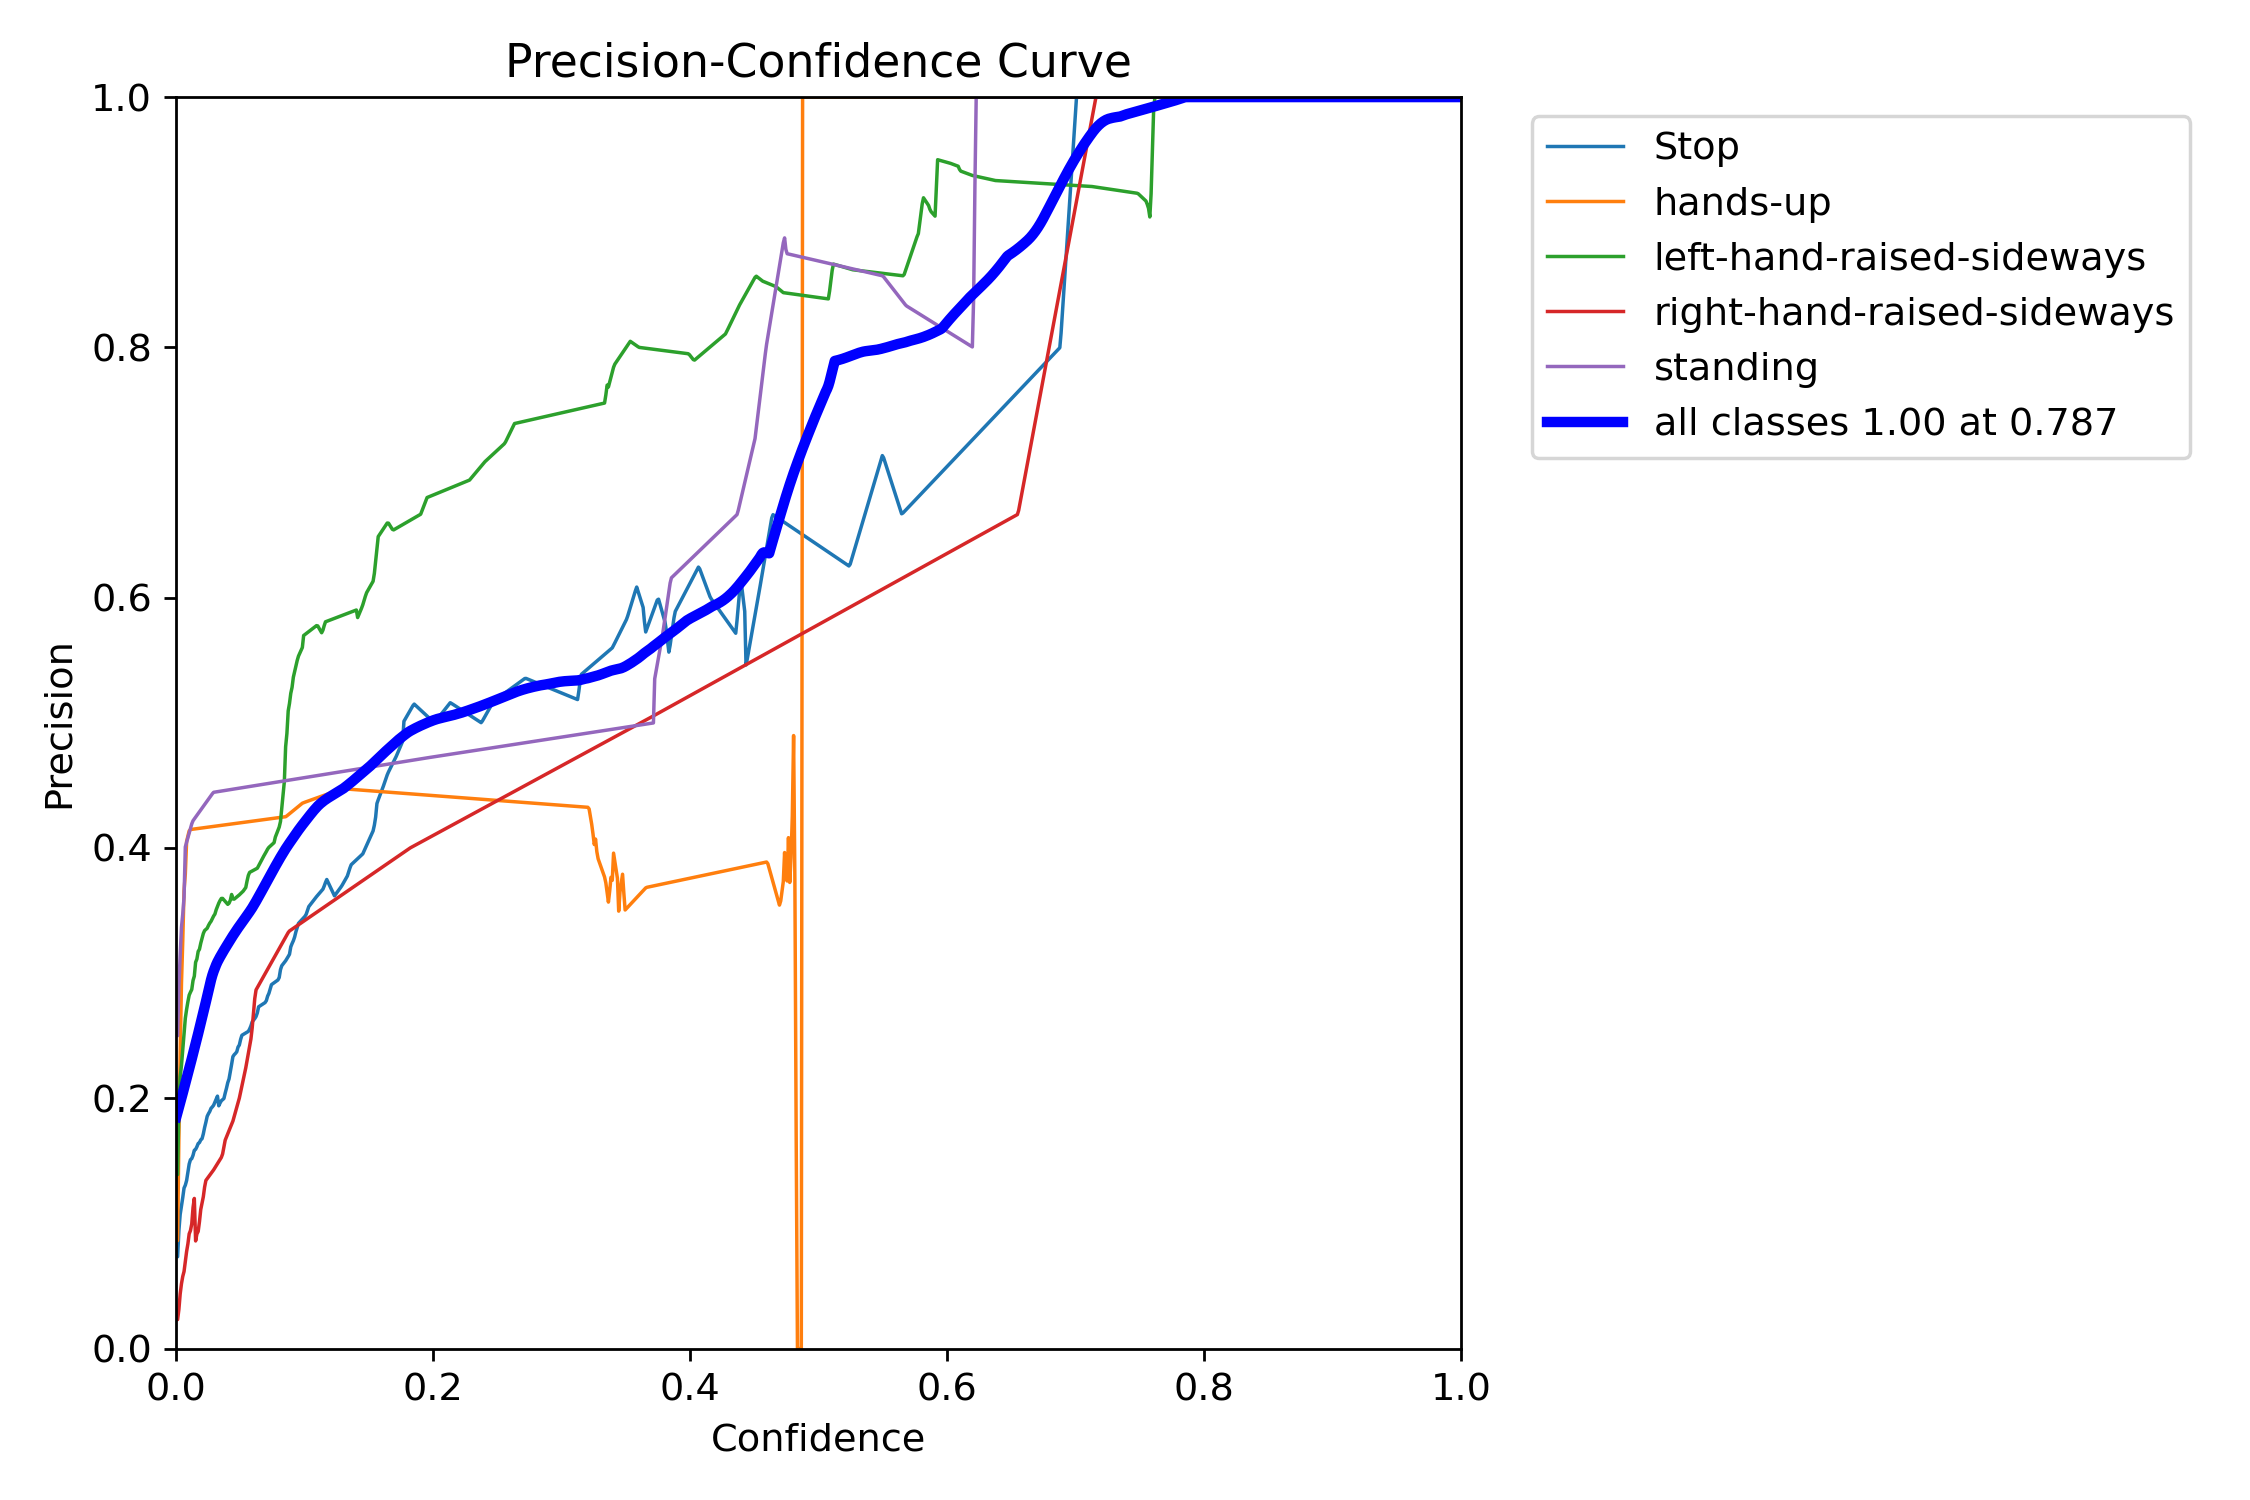 Precision-Confidence Curve
1.0
0.8
0.6
0.4
0.2
0.0
Precision
0.0 0.2 0.4 0.6 0.8 1.0
Confidence
Stop
hands-up
left-hand-raised-sideways
right-hand-raised-sideways
standing
all classes 1.00 at 0.787